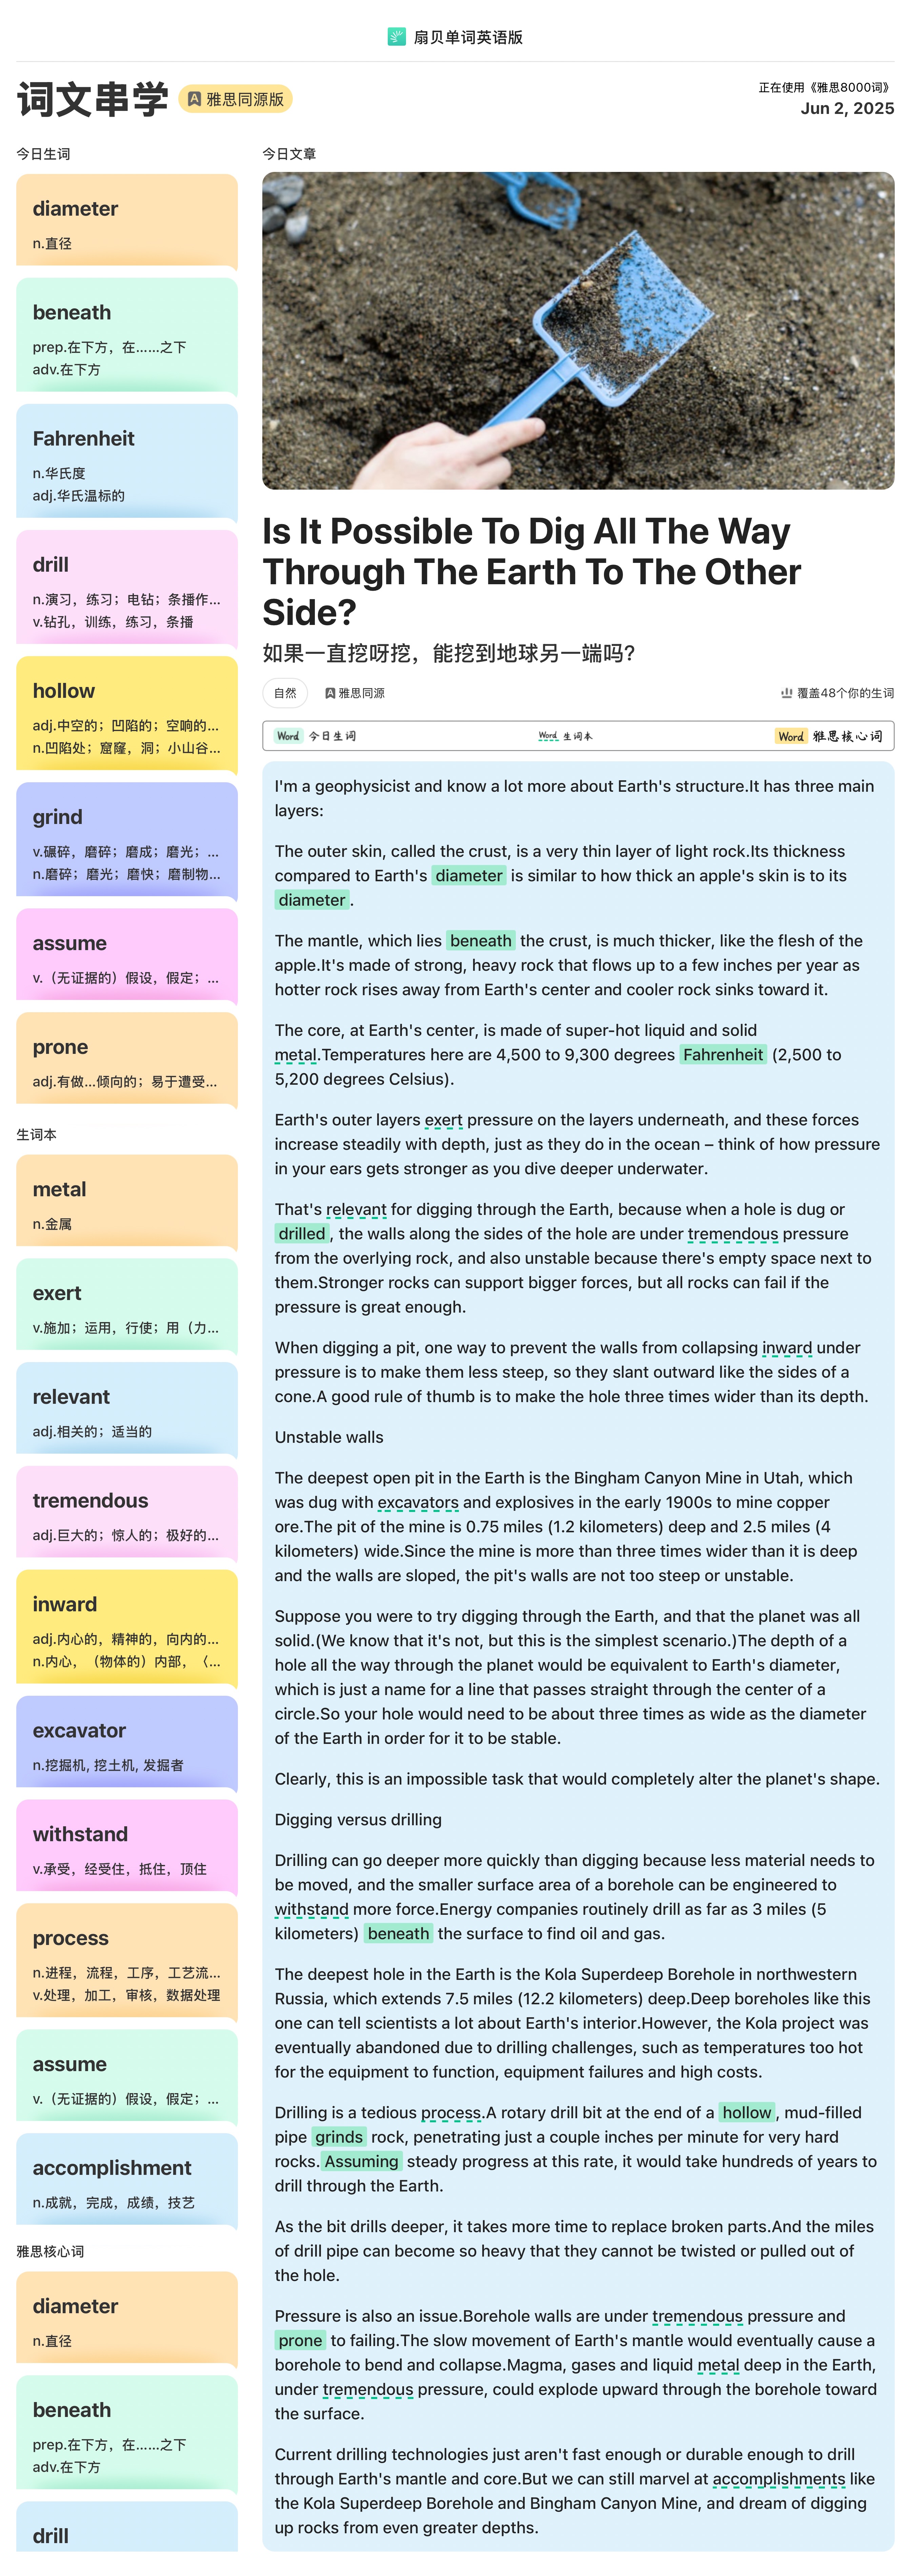 扇贝单词英语版
词文串学
雅思同源版
正在使用《雅思8000词》
Jun 2, 2025
今日生词
diameter
n.直径
beneath
prep.在下方，在……之下
adv.在下方
Fahrenheit
n.华氏度
adj.华氏温标的
drill
n.演习，练习；电钻；条播作...
v.钻孔，训练，练习，条播
hollow
adj.中空的；凹陷的；空响的...
n.凹陷处；窟窿，洞；小山谷...
grind
v.碾碎，磨碎；磨成；磨光；...
n.磨碎；磨光；磨快；磨制物...
assume
v.（无证据的）假设，假定；...
prone
adj.有做...倾向的；易于遭受...
生词本
metal
n.金属
exert
v.施加；运用，行使；用（力...
relevant
adj.相关的；适当的
tremendous
adj.巨大的；惊人的；极好的...
inward
adj.内心的，精神的，向内的...
n.内心，（物体的）内部，〈...
excavator
n.挖掘机, 挖土机, 发掘者
withstand
v.承受，经受住，抵住，顶住
process
n.进程，流程，工序，工艺流...
v.处理，加工，审核，数据处理
assume
v.（无证据的）假设，假定；...
accomplishment
n.成就，完成，成绩，技艺
雅思核心词
diameter
n.直径
beneath
prep.在下方，在……之下
adv.在下方
drill
今日文章
Is It Possible To Dig All The Way
Through The Earth To The Other
Side?
如果一直挖呀挖，能挖到地球另一端吗?
自然
雅思同源
覆盖48个你的生词
Word 今日生词
Word 生词本
Word 雅思核心词
I'm a geophysicist and know a lot more about Earth's structure.It has three main
layers:
The outer skin, called the crust, is a very thin layer of light rock.Its thickness
compared to Earth's diameter is similar to how thick an apple's skin is to its
diameter.
The mantle, which lies beneath the crust, is much thicker, like the flesh of the
apple.It's made of strong, heavy rock that flows up to a few inches per year as
hotter rock rises away from Earth's center and cooler rock sinks toward it.
The core, at Earth's center, is made of super-hot liquid and solid
metal.Temperatures here are 4,500 to 9,300 degrees Fahrenheit (2,500 to
5,200 degrees Celsius).
Earth's outer layers exert pressure on the layers underneath, and these forces
increase steadily with depth, just as they do in the ocean – think of how pressure
in your ears gets stronger as you dive deeper underwater.
That's relevant for digging through the Earth, because when a hole is dug or
drilled, the walls along the sides of the hole are under tremendous pressure
from the overlying rock, and also unstable because there's empty space next to
them.Stronger rocks can support bigger forces, but all rocks can fail if the
pressure is great enough.
When digging a pit, one way to prevent the walls from collapsing inward under
pressure is to make them less steep, so they slant outward like the sides of a
cone.A good rule of thumb is to make the hole three times wider than its depth.
Unstable walls
The deepest open pit in the Earth is the Bingham Canyon Mine in Utah, which
was dug with excavators and explosives in the early 1900s to mine copper
ore.The pit of the mine is 0.75 miles (1.2 kilometers) deep and 2.5 miles (4
kilometers) wide.Since the mine is more than three times wider than it is deep
and the walls are sloped, the pit's walls are not too steep or unstable.
Suppose you were to try digging through the Earth, and that the planet was all
solid.(We know that it's not, but this is the simplest scenario.)The depth of a
hole all the way through the planet would be equivalent to Earth's diameter,
which is just a name for a line that passes straight through the center of a
circle.So your hole would need to be about three times as wide as the diameter
of the Earth in order for it to be stable.
Clearly, this is an impossible task that would completely alter the planet's shape.
Digging versus drilling
Drilling can go deeper more quickly than digging because less material needs to
be moved, and the smaller surface area of a borehole can be engineered to
withstand more force.Energy companies routinely drill as far as 3 miles (5
kilometers) beneath the surface to find oil and gas.
The deepest hole in the Earth is the Kola Superdeep Borehole in northwestern
Russia, which extends 7.5 miles (12.2 kilometers) deep.Deep boreholes like this
one can tell scientists a lot about Earth's interior.However, the Kola project was
eventually abandoned due to drilling challenges, such as temperatures too hot
for the equipment to function, equipment failures and high costs.
Drilling is a tedious process.A rotary drill bit at the end of a hollow, mud-filled
pipe grinds rock, penetrating just a couple inches per minute for very hard
rocks.Assuming steady progress at this rate, it would take hundreds of years to
drill through the Earth.
As the bit drills deeper, it takes more time to replace broken parts.And the miles
of drill pipe can become so heavy that they cannot be twisted or pulled out of
the hole.
Pressure is also an issue.Borehole walls are under tremendous pressure and
prone to failing.The slow movement of Earth's mantle would eventually cause a
borehole to bend and collapse.Magma, gases and liquid metal deep in the Earth,
under tremendous pressure, could explode upward through the borehole toward
the surface.
Current drilling technologies just aren't fast enough or durable enough to drill
through Earth's mantle and core.But we can still marvel at accomplishments like
the Kola Superdeep Borehole and Bingham Canyon Mine, and dream of digging
up rocks from even greater depths.